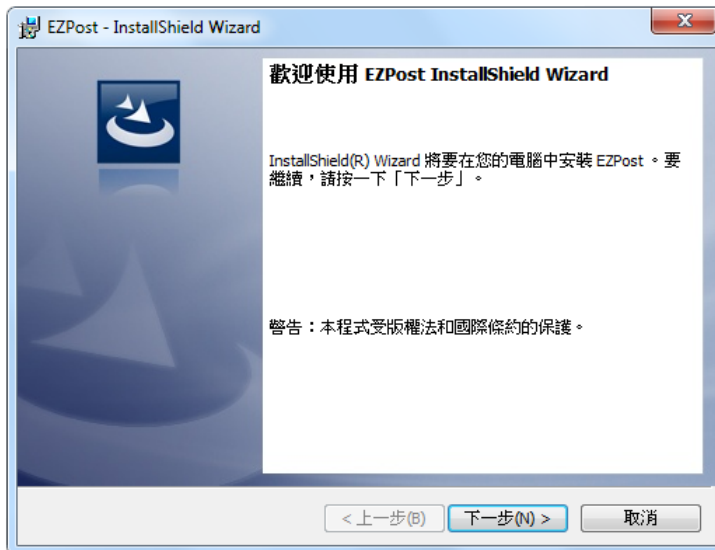 EZPost - InstallShield Wizard
歡迎使用 EZPost InstallShield Wizard
InstallShield(R) Wizard 將要在您的電腦中安裝 EZPost 。要
繼續，請按一下「下一步」。
警告：本程式受版權法和國際條約的保護。
< 上一步(B)
下一步(N) >
取消